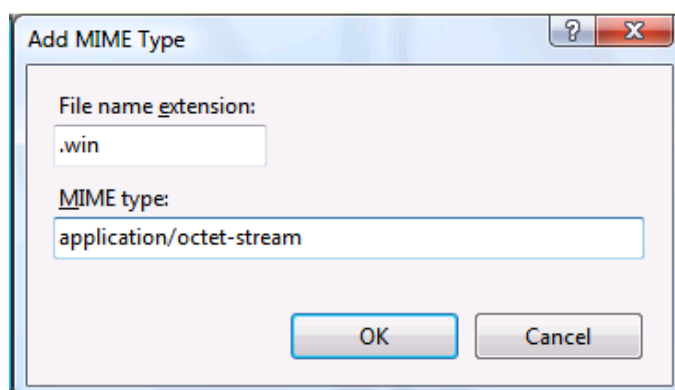 Add MIME Type
?
X
File name extension:
.win
MIME type:
application/octet-stream
OK
Cancel